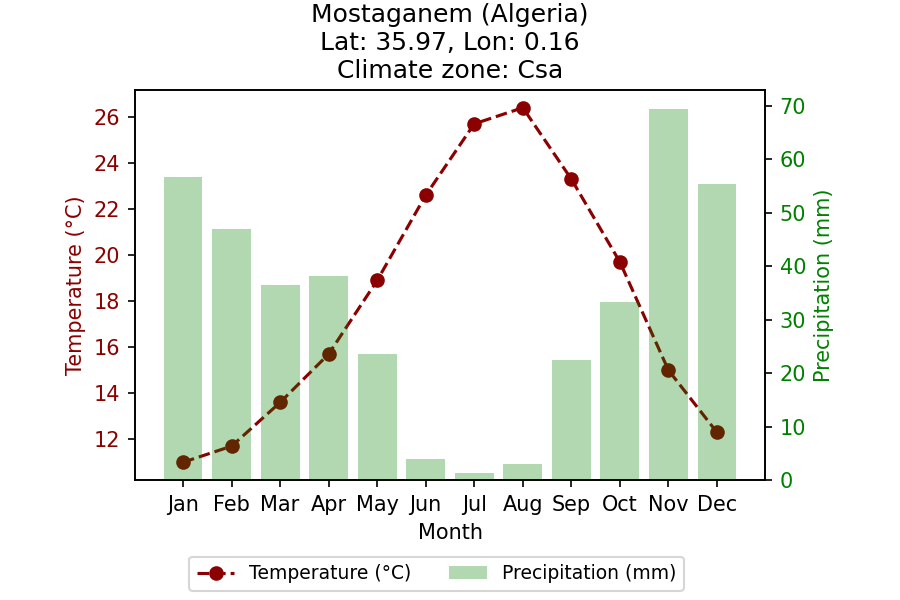 Mostaganem (Algeria)
Lat: 35.97, Lon: 0.16
Climate zone: Csa
Temperature (°C)
26
24
22
20
18
16
14
12
Precipitation (mm)
70
60
50
40
30
20
10
0
Jan Feb Mar Apr May Jun Jul Aug Sep Oct Nov Dec
Month
Temperature (°C) Precipitation (mm)